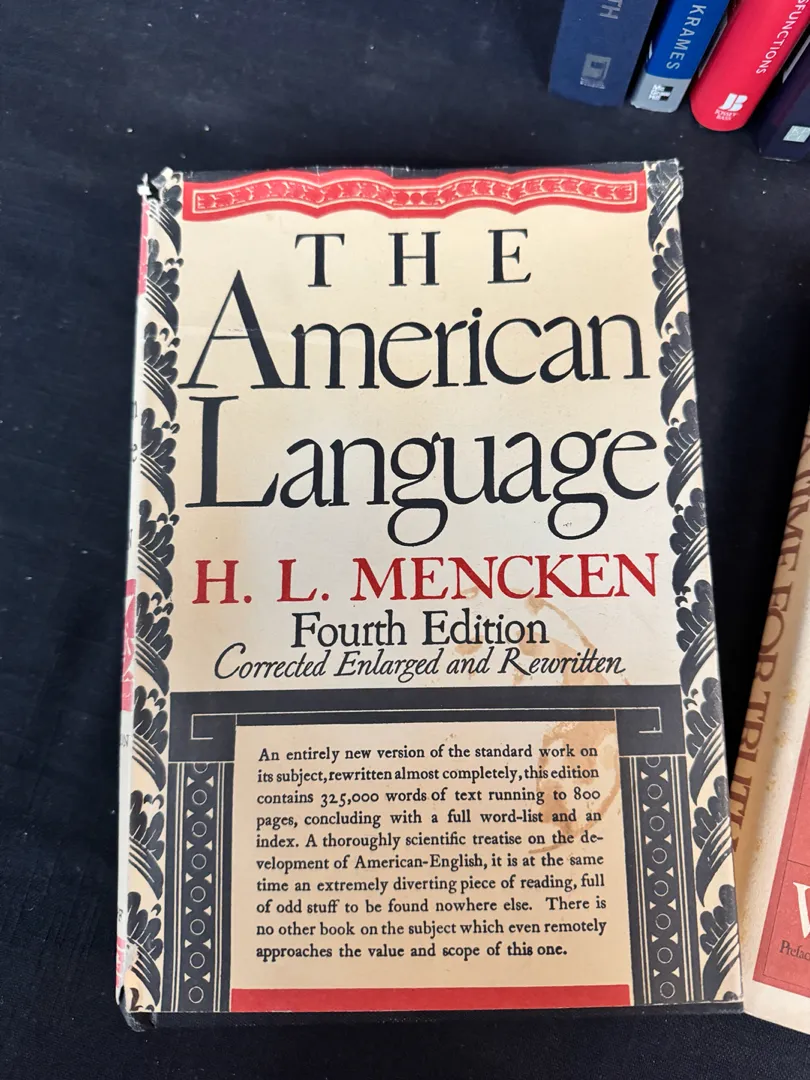 KRAMES
JB
JOSSEY
BASS
THE
American
Language
H. L. MENCKEN
Fourth Edition
Corrected Enlarged and Rewritten
An entirely new version of the standard work on
its subject, rewritten almost completely, this edition
contains 325,000 words of text running to 800
pages, concluding with a full word-list and an
index. A thoroughly scientific treatise on the de-
velopment of American-English, it is at the same
time an extremely diverting piece of reading, full
of odd stuff to be found nowhere else. There is
no other book on the subject which even remotely
approaches the value and scope of this one.